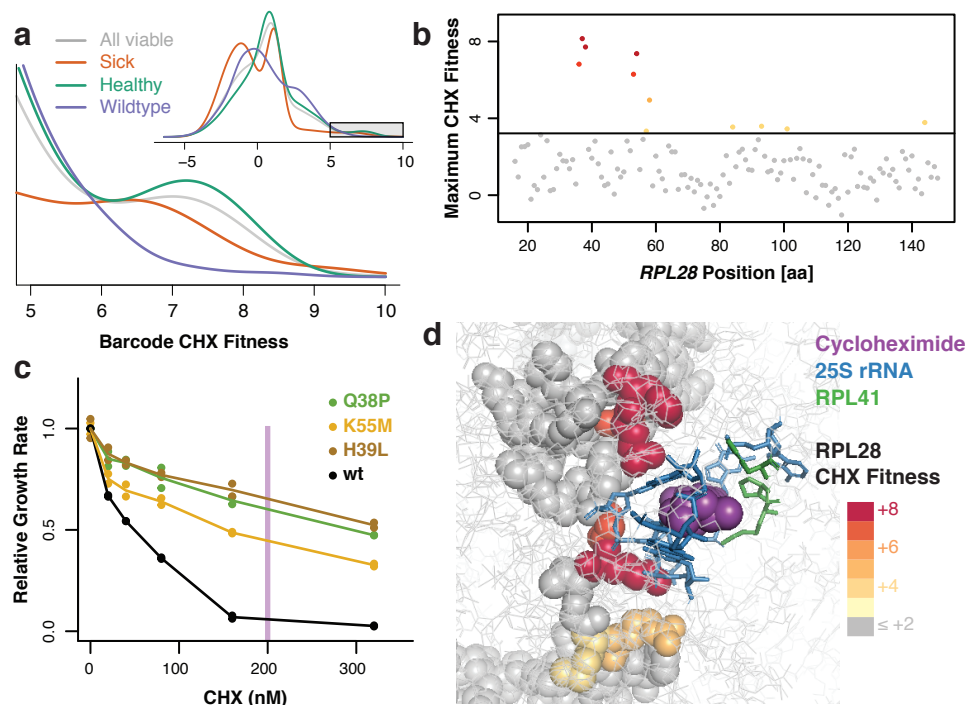 a
All viable
Sick
Healthy
Wildtype
−5 0 5 10
5 6 7 8 9 10
Barcode CHX Fitness
b
Maximum CHX Fitness
8
4
0
20 40 60 80 100 120 140
RPL28 Position [aa]
c
Q38P
K55M
H39L
wt
Relative Growth Rate
1.0
0.5
0.0
0 100 200 300
CHX (nM)
d
Cycloheximide
25S rRNA
RPL41
RPL28
CHX Fitness
+8
+6
+4
≤ +2